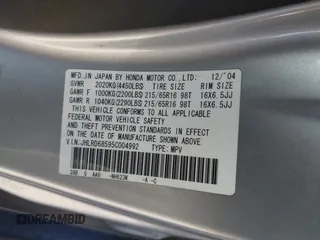 MFD. IN JAPAN BY HONDA MOTOR CO., LTD. 12/'04
GVWR 2020KG(4450LBS) TIRE SIZE RIM SIZE
GAWR F 1000KG(2200LBS) 215/65R16 98T 16X6.5JJ
GAWR R 1040KG(2290LBS) 215/65R16 98T 16X6.5JJ
THIS VEHICLE CONFORMS TO ALL APPLICABLE
FEDERAL MOTOR VEHICLE SAFETY AND THEFT
PREVENTION STANDARDS IN EFFECT ON THE DATE
OF MANUFACTURE SHOWN ABOVE.
V.I.N:JHLRD68595C004992 TYPE: MPV
-NH623M -A -C